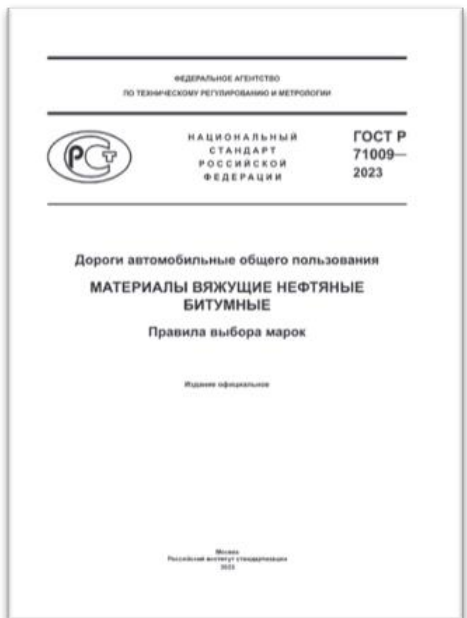 ФЕДЕРАЛЬНОЕ АГЕНТСТВО
ПО ТЕХНИЧЕСКОМУ РЕГУЛИРОВАНИЮ И МЕТРОЛОГИИ
НАЦИОНАЛЬНЫЙ
СТАНДАРТ
РОССИЙСКОЙ
ФЕДЕРАЦИИ
ГОСТ Р
71009—
2023
Дороги автомобильные общего пользования
МАТЕРИАЛЫ ВЯЖУЩИЕ НЕФТЯНЫЕ
БИТУМНЫЕ
Правила выбора марок
Издание официальное
Москва
Российский институт стандартизации
2023